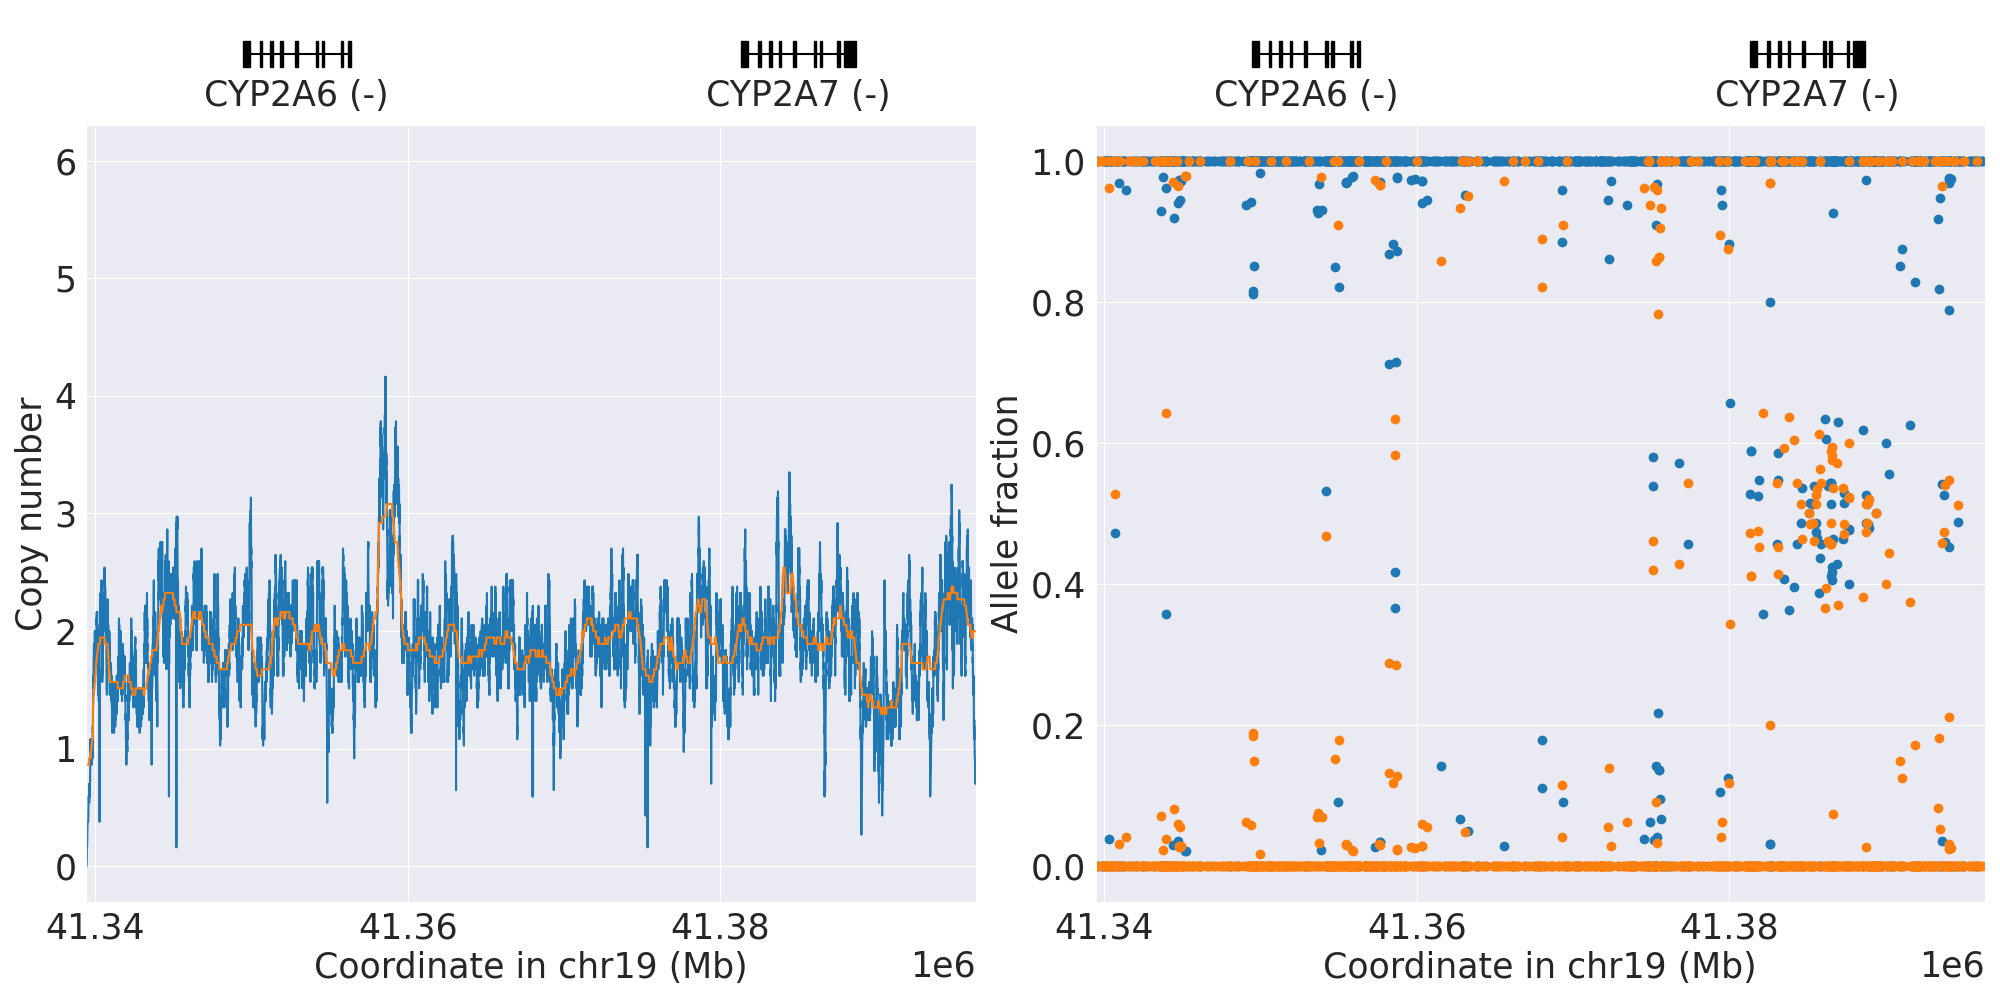 CYP2A6 (-)
CYP2A7 (-)
6
5
4
3
2
1
0
Copy number
41.34
41.36
41.38
Coordinate in chr19 (Mb)
1e6
CYP2A6 (-)
CYP2A7 (-)
1.0
0.8
0.6
0.4
0.2
0.0
Allele fraction
41.34
41.36
41.38
Coordinate in chr19 (Mb)
1e6